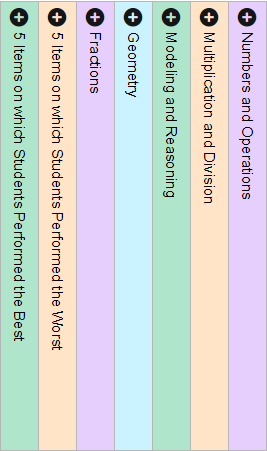 Numbers and Operations
Multiplication and Division
Modeling and Reasoning
Geometry
Fractions
5 Items on which Students Performed the Worst
5 Items on which Students Performed the Best